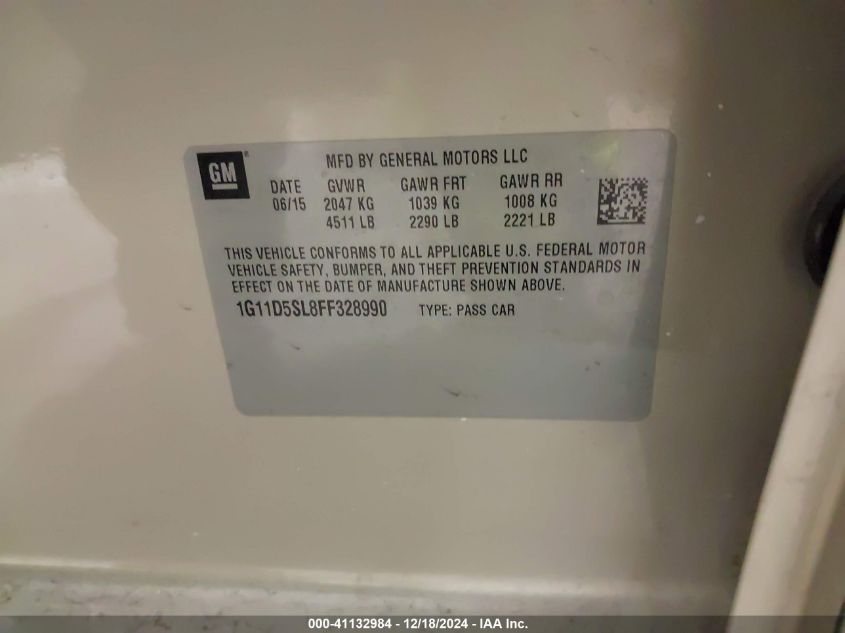 GM®
MFD BY GENERAL MOTORS LLC
DATE GVWR GAWR FRT GAWR RR
06/15 2047 KG 1039 KG 1008 KG
4511 LB 2290 LB 2221 LB
THIS VEHICLE CONFORMS TO ALL APPLICABLE U.S. FEDERAL MOTOR
VEHICLE SAFETY, BUMPER, AND THEFT PREVENTION STANDARDS IN
EFFECT ON THE DATE OF MANUFACTURE SHOWN ABOVE.
1G11D5SL8FF328990 TYPE: PASS CAR
000-41132984 - 12/18/2024 - IAA Inc.